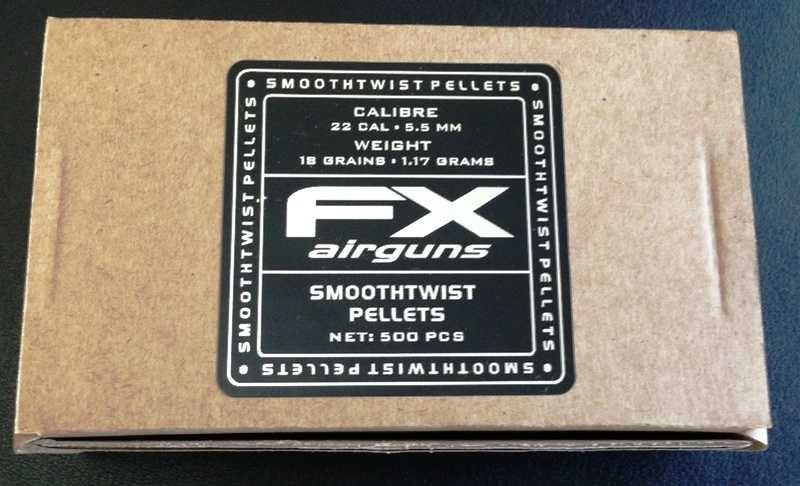 • SMOOTHTWIST PELLETS •
CALIBRE
22 CAL • 5.5 MM
WEIGHT
18 GRAINS • 1.17 GRAMS
FX
airguns
SMOOTHTWIST
PELLETS
NET: 500 PCS
SMOOTHTWIST PELLETS
SMOOTHTWIST PELLETS
• SMOOTHTWIST PELLETS •